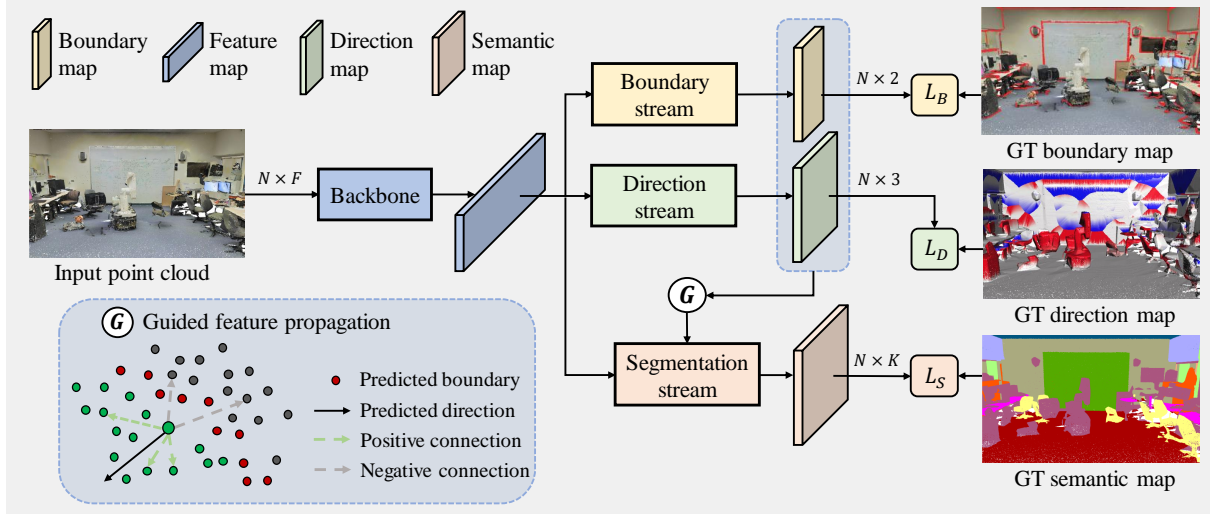 Boundary
map
Feature
map
Direction
map
Semantic
map
Input point cloud
N × F
Backbone
Boundary
stream
Direction
stream
Segmentation
stream
G
N × 2
N × 3
N × K
L_B
L_D
L_S
GT boundary map
GT direction map
GT semantic map
G Guided feature propagation
Predicted boundary
Predicted direction
Positive connection
Negative connection